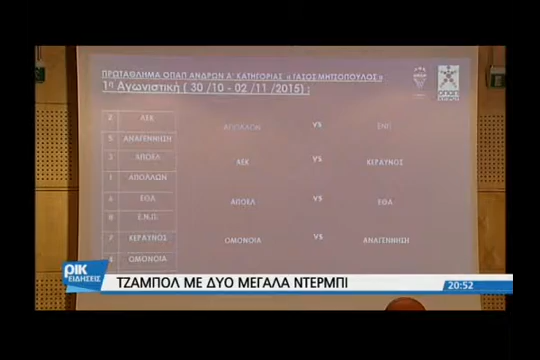 ΠΡΩΤΑΘΛΗΜΑ ΟΠΑΠ ΑΝΔΡΩΝ Α' ΚΑΤΗΓΟΡΙΑΣ « ΓΑΣΟΣ ΜΗΤΣΟΠΟΥΛΟΣ»
1η Αγωνιστική ( 30 /10 - 02 /11 /2015) :
2 ΑΕΚ
5 ΑΝΑΓΕΝΝΗΣΗ
3 ΑΠΟΕΛ
1 ΑΠΟΛΛΩΝ
6 ΕΘΑ
8 Ε.Ν.Π.
7 ΚΕΡΑΥΝΟΣ
4 ΟΜΟΝΟΙΑ
ΑΠΟΛΛΩΝ VS ΕΝΠ
ΑΕΚ VS ΚΕΡΑΥΝΟΣ
ΑΠΟΕΛ VS ΕΘΑ
ΟΜΟΝΟΙΑ VS ΑΝΑΓΕΝΝΗΣΗ
ΡΙΚ
ΕΙΔΗΣΕΙΣ
ΤΖΑΜΠΟΛ ΜΕ ΔΥΟ ΜΕΓΑΛΑ ΝΤΕΡΜΠΙ
20:52